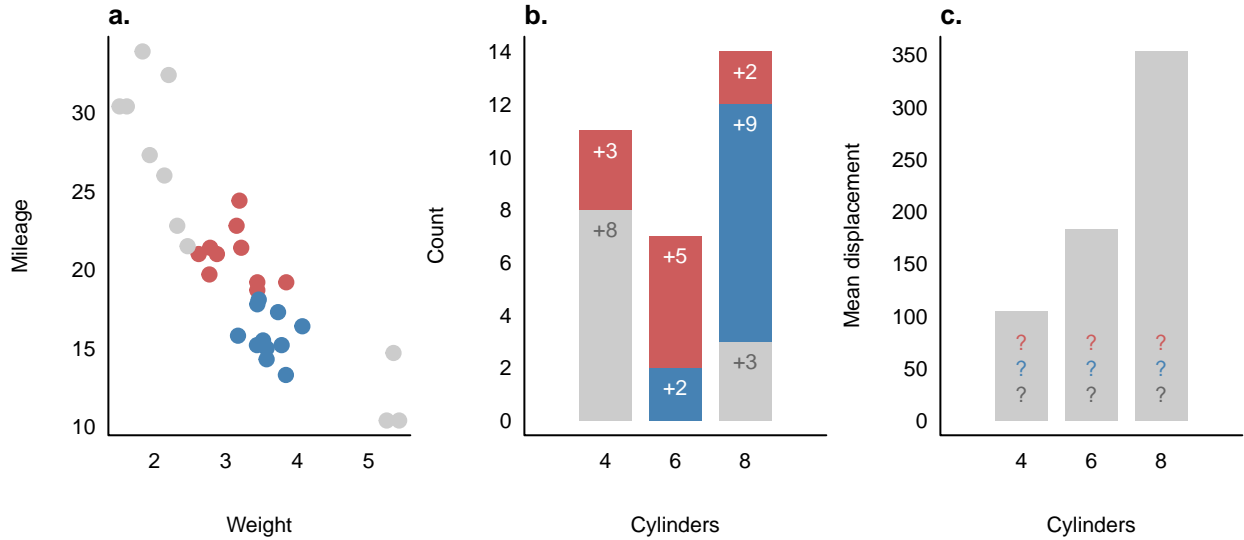 a.
Mileage
30
25
20
15
10
2 3 4 5
Weight
b.
Count
14
12
10
8
6
4
2
0
+3
+8
+5
+2
+2
+9
+3
4 6 8
Cylinders
c.
Mean displacement
350
300
250
200
150
100
50
0
? ? ?
? ? ?
? ? ?
4 6 8
Cylinders